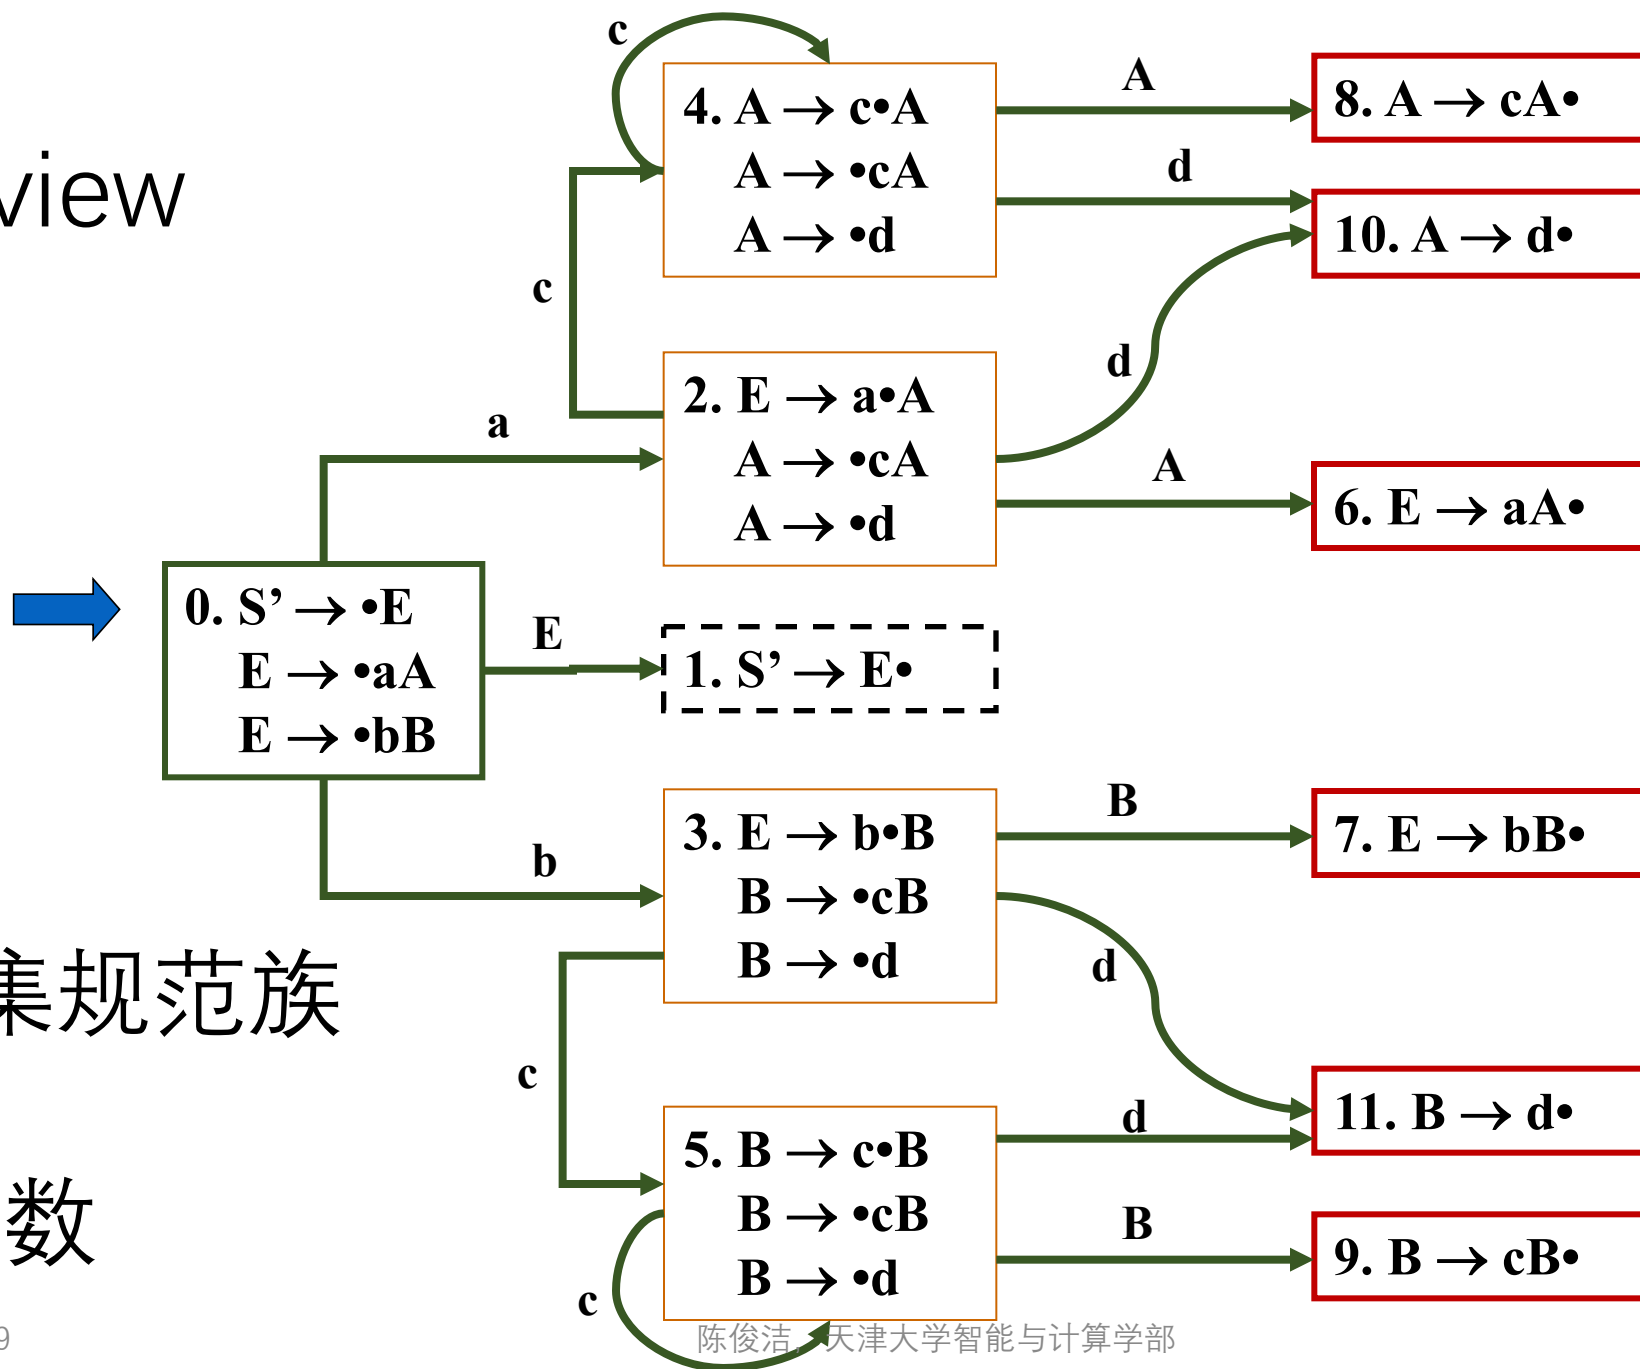 view
集规范族
数
9
c
4. A → c•A
A → •cA
A → •d
A
8. A → cA•
d
10. A → d•
c
2. E → a•A
A → •cA
A → •d
d
A
6. E → aA•
a
0. S’ → •E
E → •aA
E → •bB
E
1. S’ → E•
b
3. E → b•B
B → •cB
B → •d
B
7. E → bB•
d
11. B → d•
c
5. B → c•B
B → •cB
B → •d
d
B
9. B → cB•
c
陈俊洁，天津大学智能与计算学部